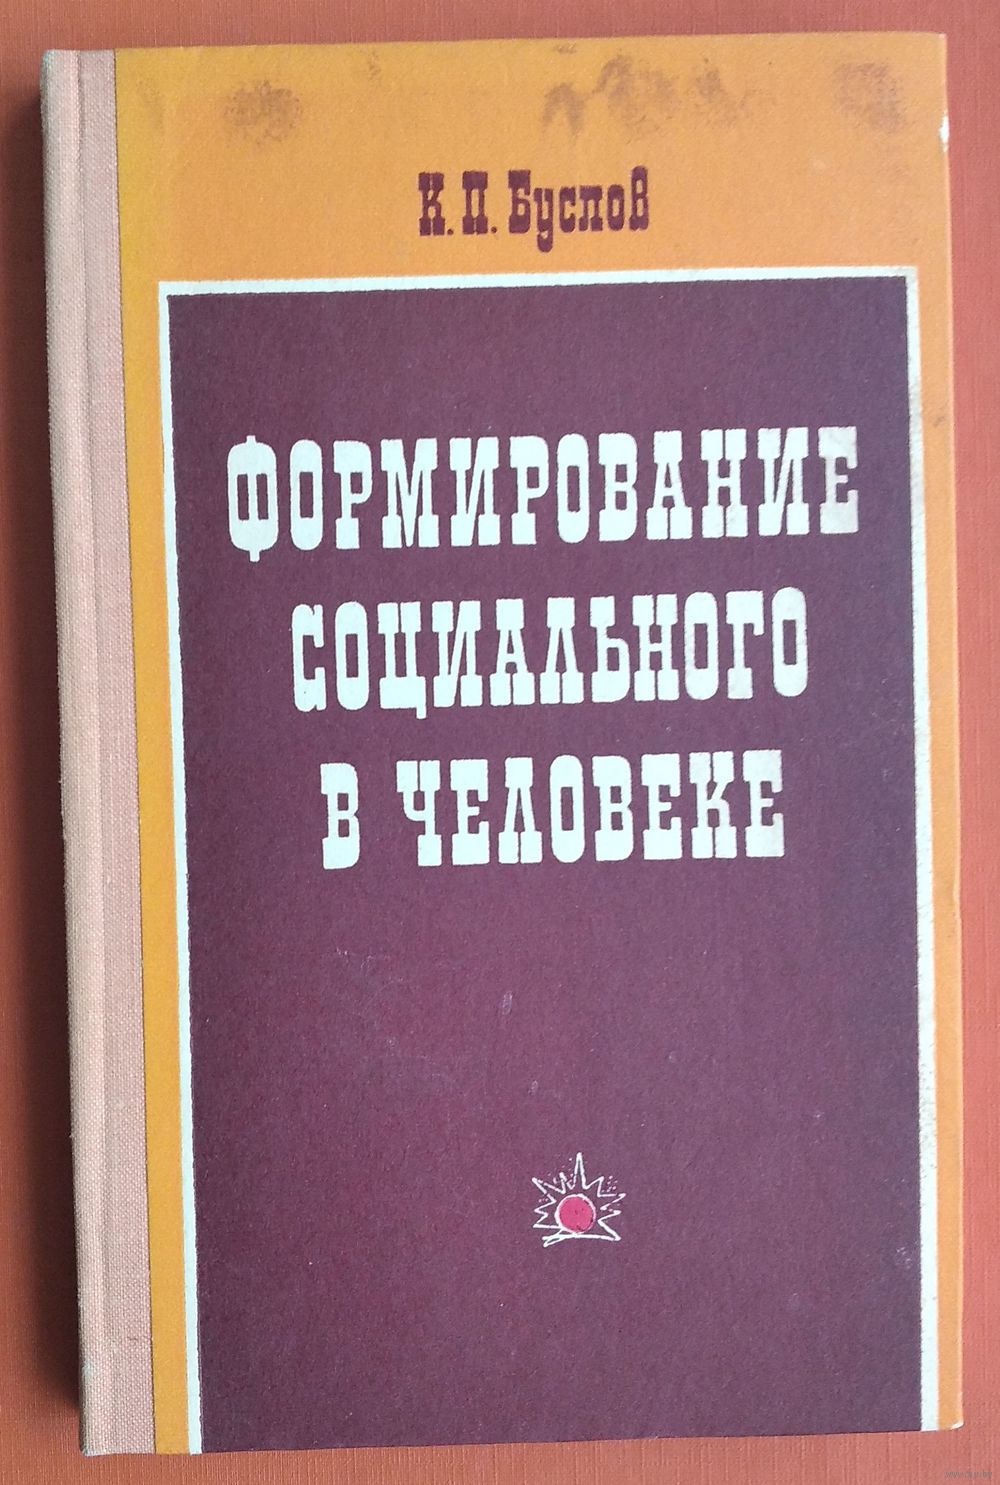 К. П. Буслов
ФОРМИРОВАНИЕ
СОЦИАЛЬНОГО
В ЧЕЛОВЕКЕ